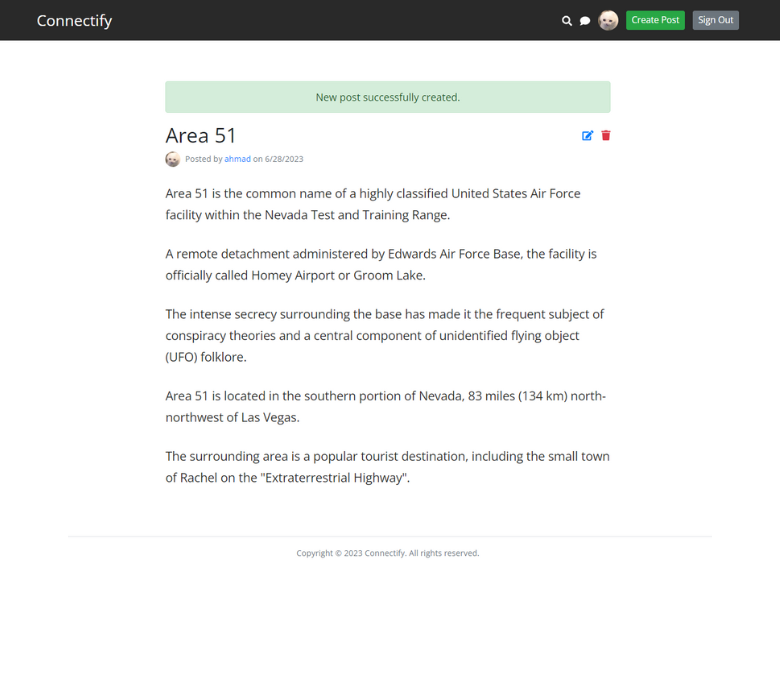 Connectify
Create Post
Sign Out
New post successfully created.
Area 51
Posted by ahmad on 6/28/2023
Area 51 is the common name of a highly classified United States Air Force
facility within the Nevada Test and Training Range.
A remote detachment administered by Edwards Air Force Base, the facility is
officially called Homey Airport or Groom Lake.
The intense secrecy surrounding the base has made it the frequent subject of
conspiracy theories and a central component of unidentified flying object
(UFO) folklore.
Area 51 is located in the southern portion of Nevada, 83 miles (134 km) north-
northwest of Las Vegas.
The surrounding area is a popular tourist destination, including the small town
of Rachel on the "Extraterrestrial Highway".
Copyright © 2023 Connectify. All rights reserved.